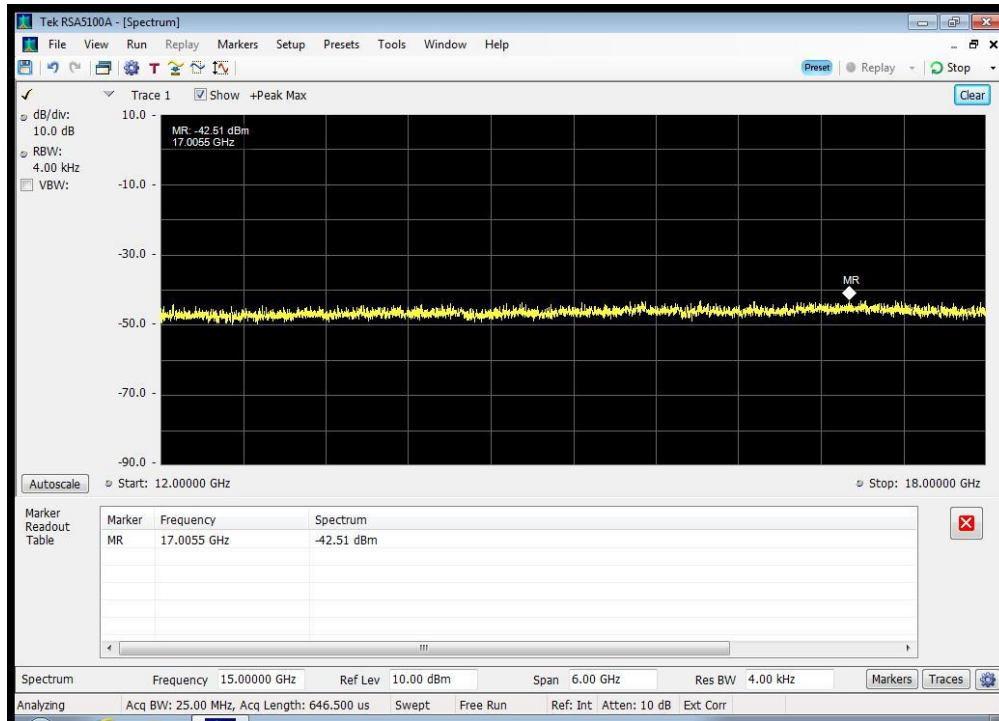 Tek RSA5100A - [Spectrum]
File View Run Replay Markers Setup Presets Tools Window Help
Preset Replay Stop
Trace 1 Show +Peak Max Clear
dB/div:
10.0 dB
RBW:
4.00 kHz
VBW:
10.0
-10.0
-30.0
-50.0
-70.0
-90.0
MR: -42.51 dBm
17.0055 GHz
MR
Autoscale Start: 12.00000 GHz Stop: 18.00000 GHz
Marker
Readout
Table
Marker Frequency Spectrum
MR 17.0055 GHz -42.51 dBm
Spectrum Frequency 15.00000 GHz Ref Lev 10.00 dBm Span 6.00 GHz Res BW 4.00 kHz Markers Traces
Analyzing Acq BW: 25.00 MHz, Acq Length: 646.500 us Swept Free Run Ref: Int Atten: 10 dB Ext Corr